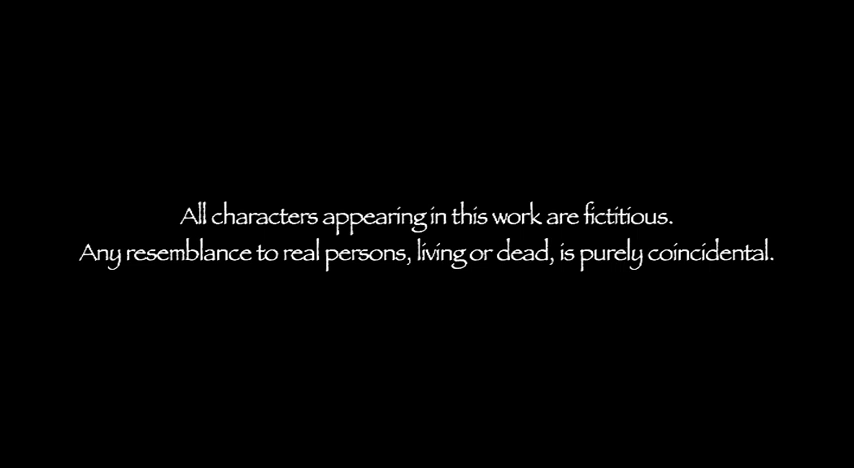 All characters appearing in this work are fictitious.
Any resemblance to real persons, living or dead, is purely coincidental.